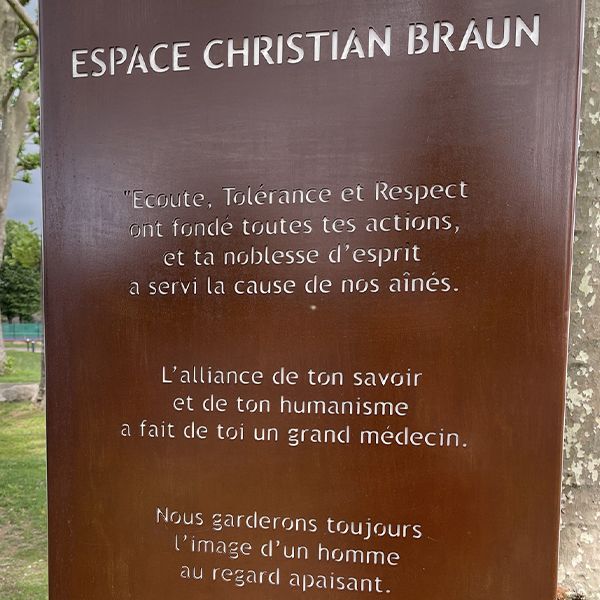 ESPACE CHRISTIAN BRAUN
"Ecoute, Tolérance et Respect
ont fondé toutes tes actions,
et ta noblesse d'esprit
a servi la cause de nos aînés.
L'alliance de ton savoir
et de ton humanisme
a fait de toi un grand médecin.
Nous garderons toujours
l'image d'un homme
au regard apaisant.